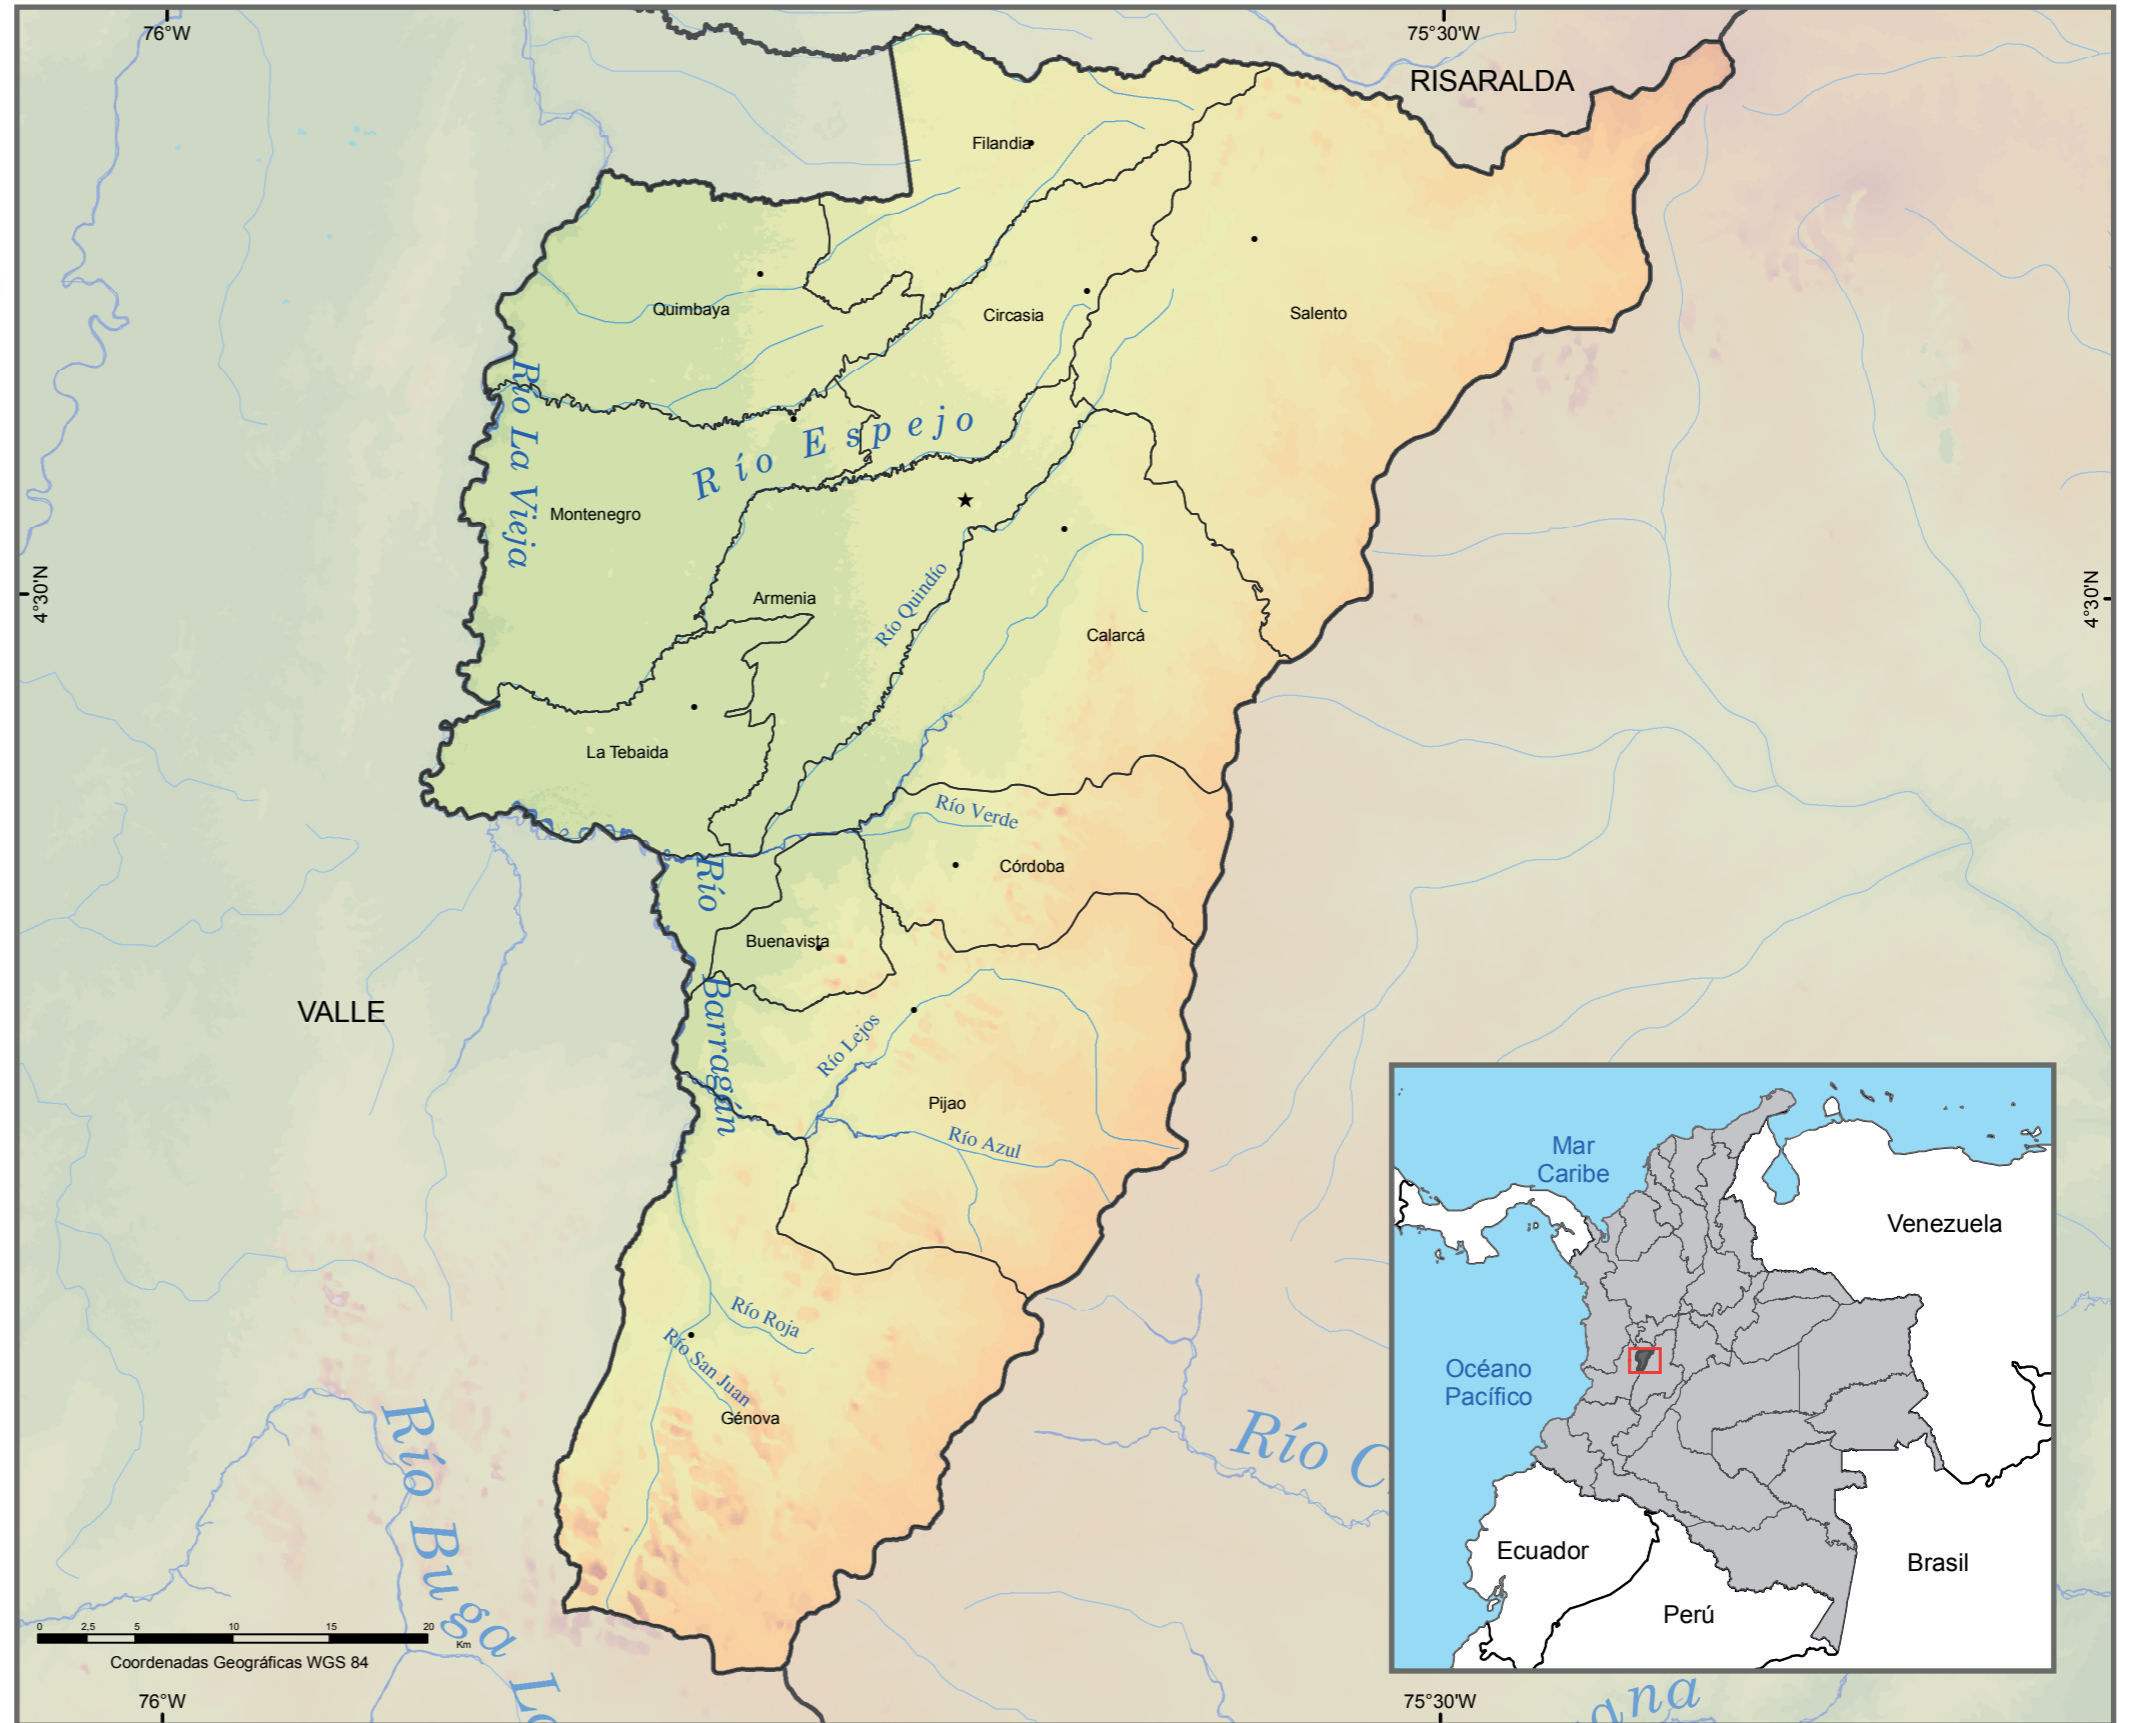 76°W
75°30'W
RISARALDA
Filandia
Quimbaya
Circasia
Salento
Río La Vieja
Río Espejo
Montenegro
4°30'N
4°30'N
Armenia
Río Quindío
Calarcá
La Tebaida
Río Verde
Córdoba
Río Barragán
Buenavista
VALLE
Río Lejos
Pijao
Río Azul
Río Roja
Río San Juan
Génova
Río Buga La
Río C
Mar
Caribe
Venezuela
Océano
Pacífico
Ecuador
Brasil
Perú
0 2,5 5 10 15 20
Km
Coordenadas Geográficas WGS 84
76°W
75°30'W
ana